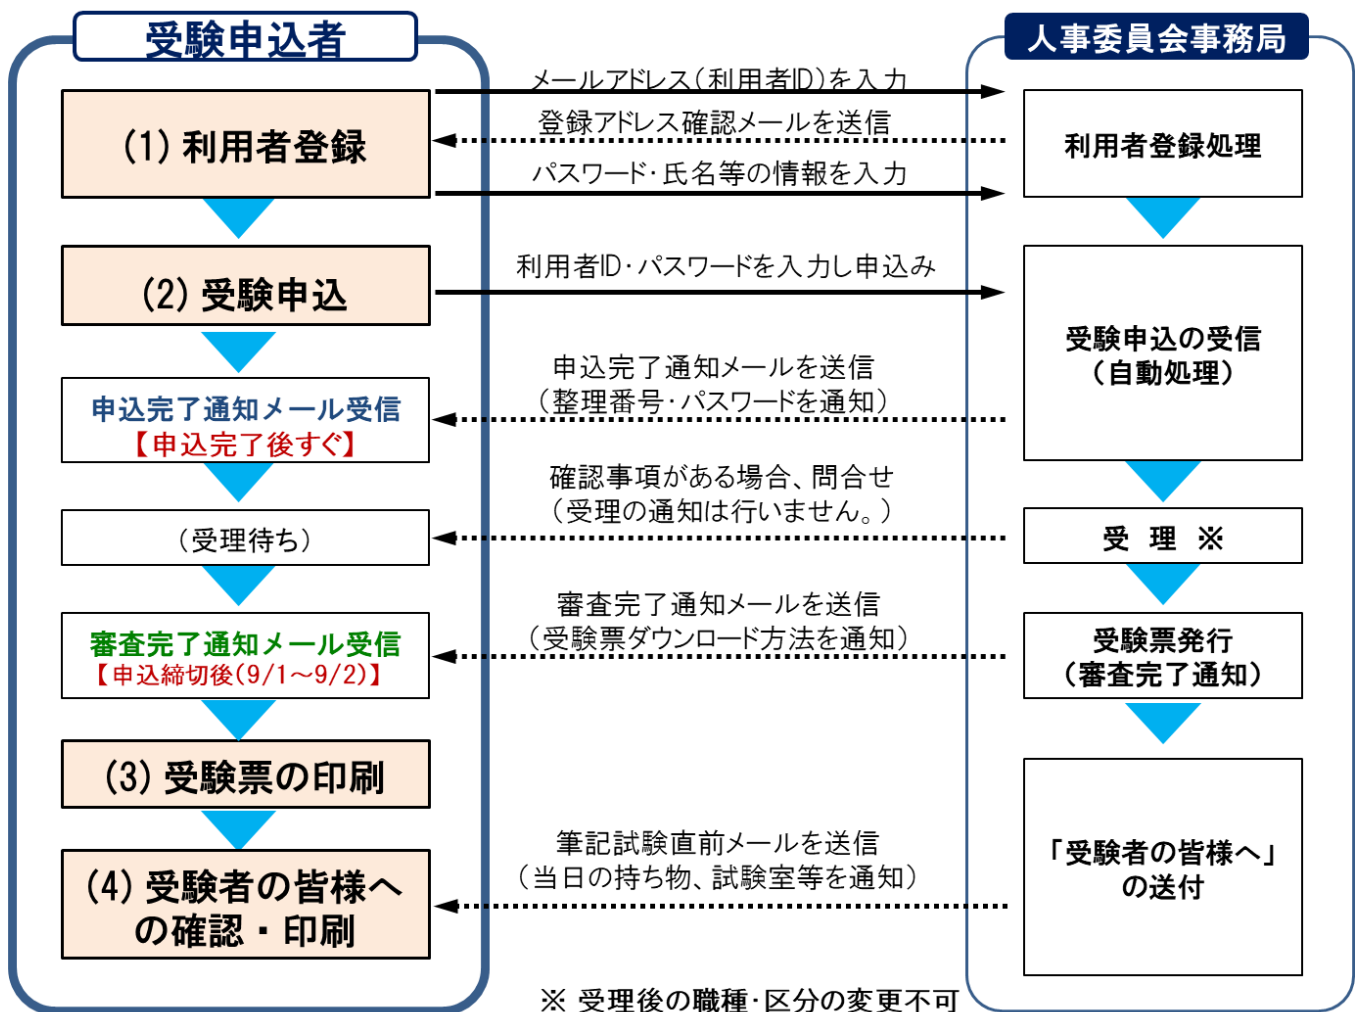 受験申込者
人事委員会事務局
メールアドレス(利用者ID)を入力
(1) 利用者登録
登録アドレス確認メールを送信
利用者登録処理
パスワード・氏名等の情報を入力
(2) 受験申込
利用者ID・パスワードを入力し申込み
受験申込の受信
(自動処理)
申込完了通知メールを送信
(整理番号・パスワードを通知)
申込完了通知メール受信
【申込完了後すぐ】
確認事項がある場合、問合せ
(受理の通知は行いません。)
(受理待ち)
受 理 ※
審査完了通知メールを送信
(受験票ダウンロード方法を通知)
審査完了通知メール受信
【申込締切後(9/1~9/2)】
受験票発行
(審査完了通知)
(3) 受験票の印刷
筆記試験直前メールを送信
(当日の持ち物、試験室等を通知)
(4) 受験者の皆様へ
の確認・印刷
「受験者の皆様へ」
の送付
※ 受理後の職種・区分の変更不可